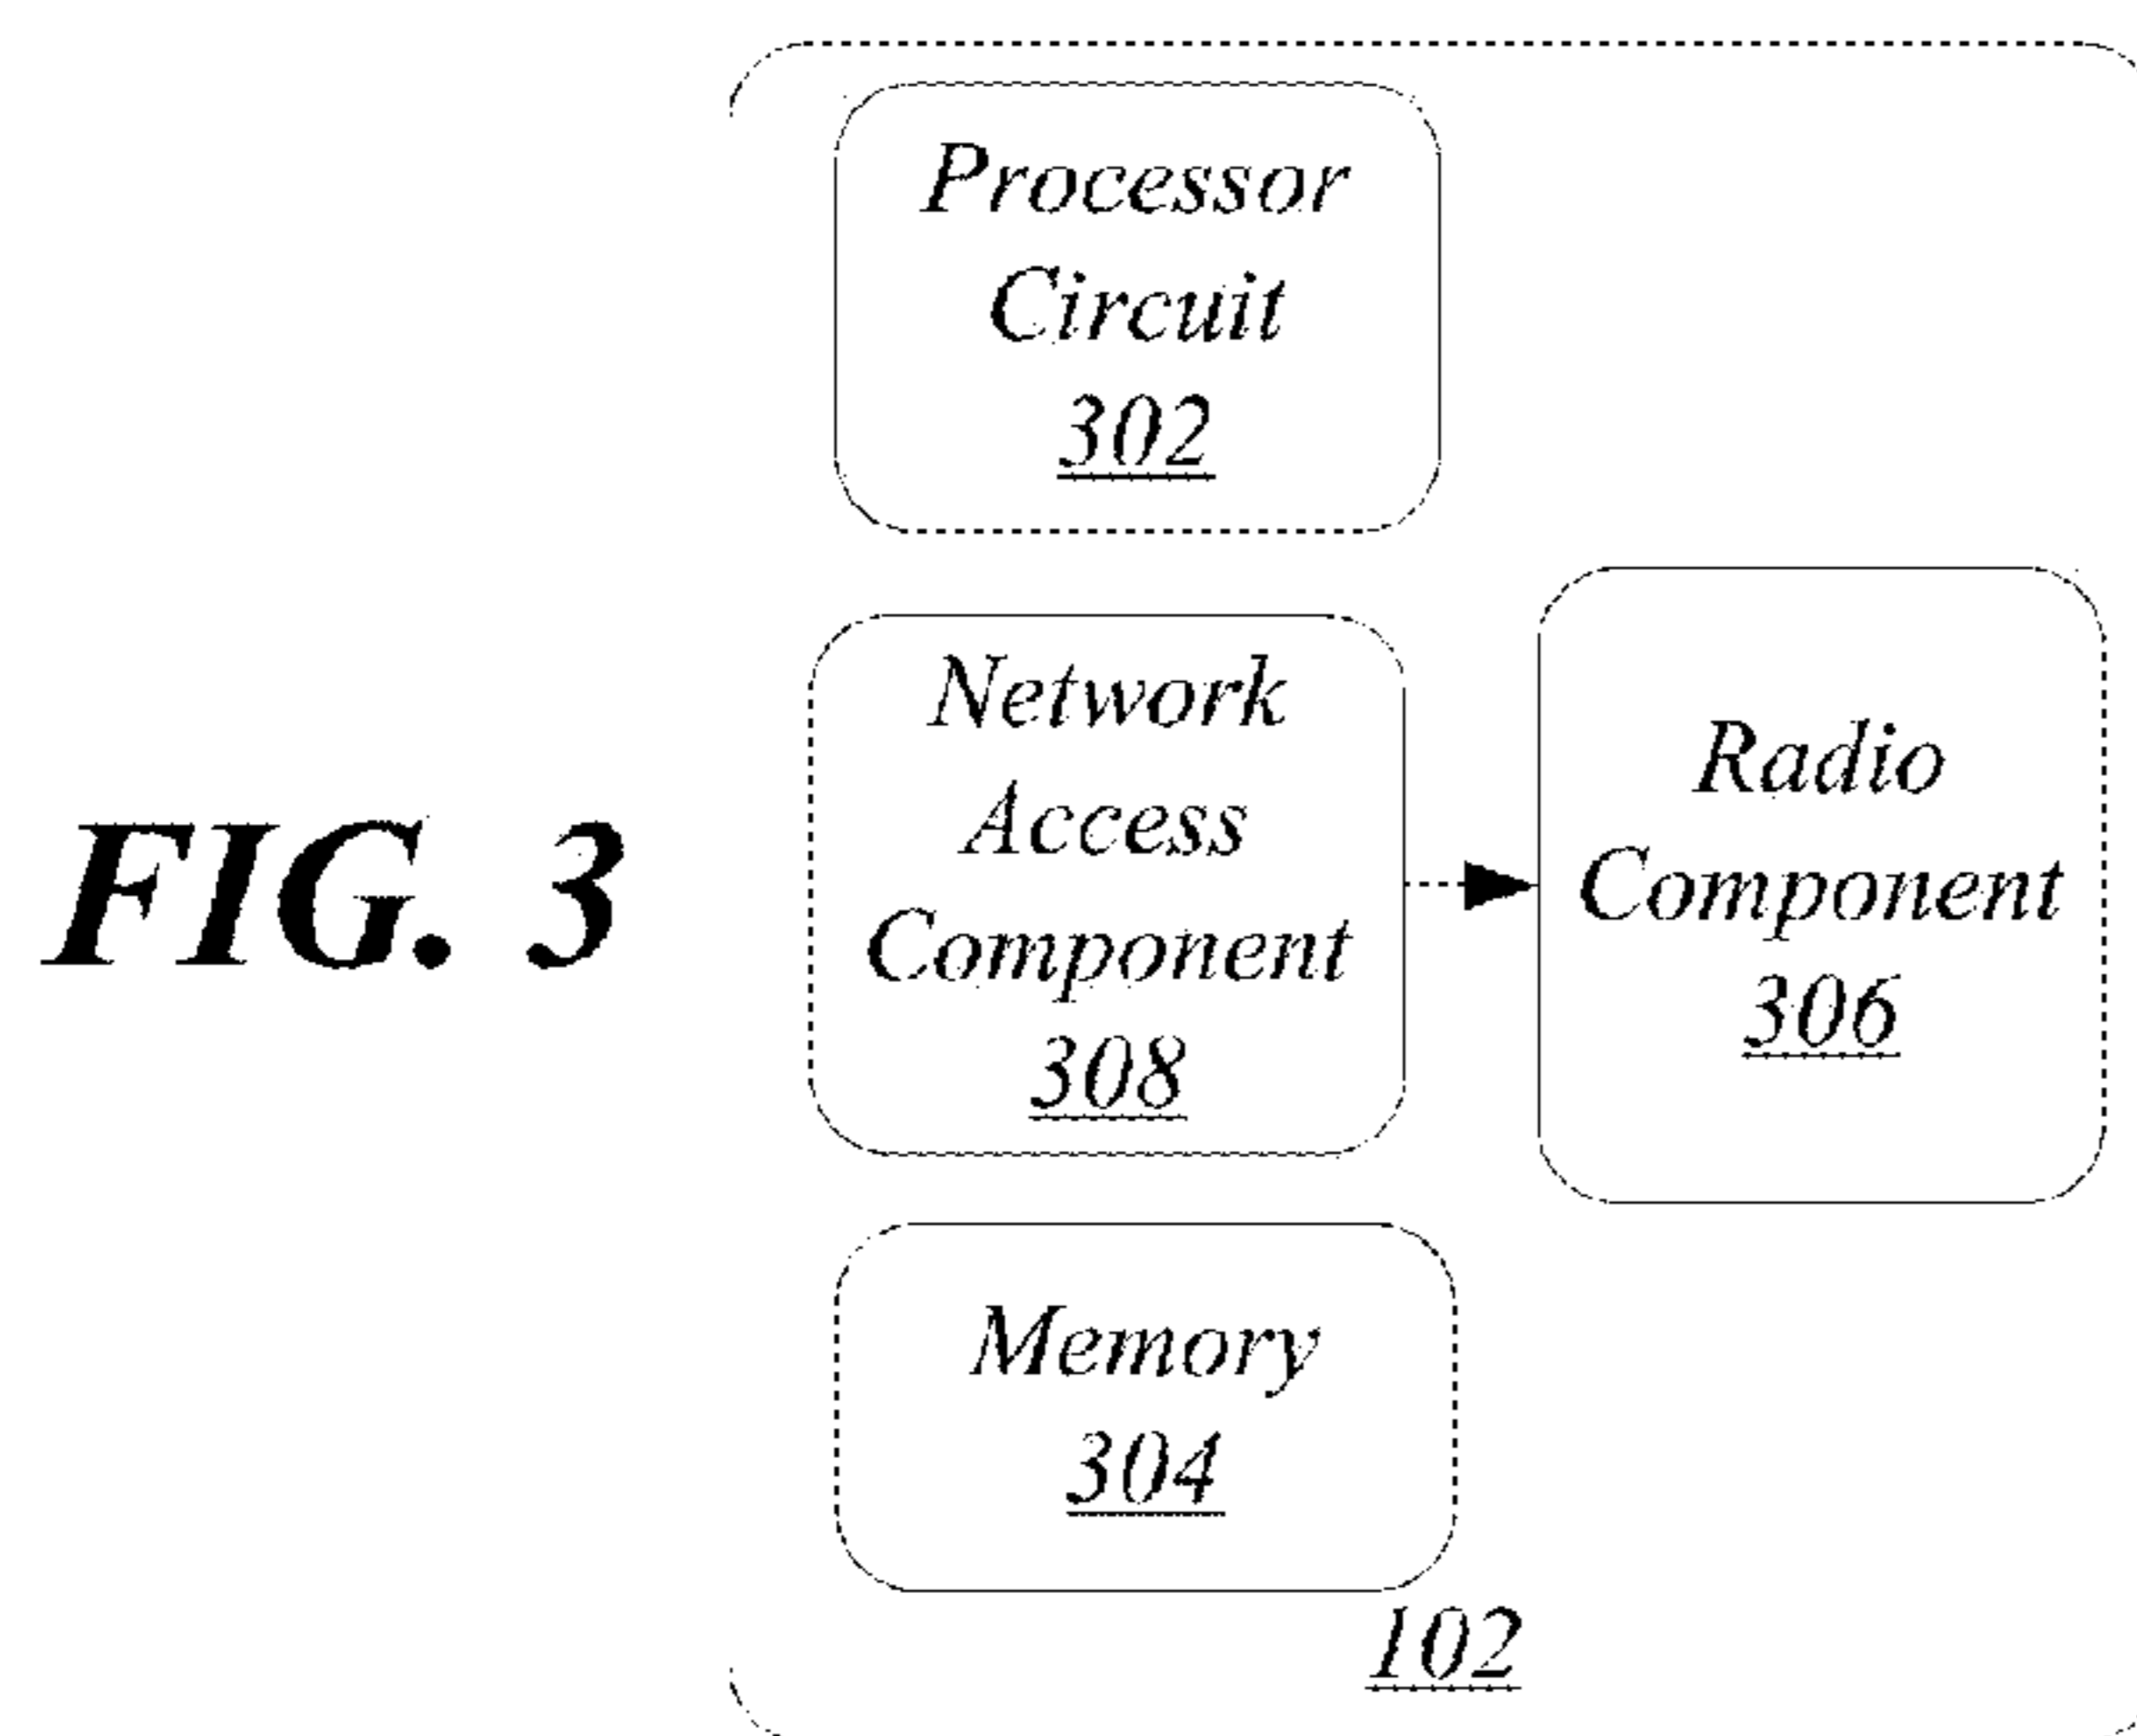 Processor
Circuit
302
Network
Access
Component
308
Radio
Component
306
FIG. 3
Memory
304
102